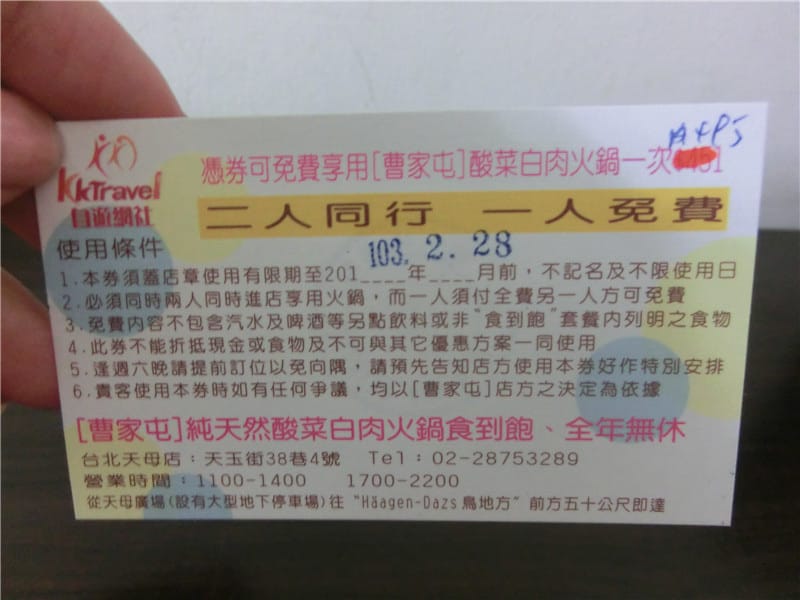 KKTravel
自遊網社
憑券可免費享用[曹家屯]酸菜白肉火鍋一次
二人同行 一人免費
使用條件
103. 2. 28
1.本券須蓋店章使用有限期至201____年____月前，不記名及不限使用日
2.必須同時兩人同時進店享用火鍋，而一人須付全費另一人方可免費
3.免費內容不包含汽水及啤酒等另點飲料或非"食到飽"套餐內列明之食物
4.此券不能折抵現金或食物及不可與其它優惠方案一同使用
5.逢週六晚請提前訂位以免向隅，請預先告知店方使用本券好作特別安排
6.貴客使用本券時如有任何爭議，均以[曹家屯]店方之決定為依據
[曹家屯]純天然酸菜白肉火鍋食到飽、全年無休
台北天母店：天玉街38巷4號 Tel：02-28753289
營業時間：1100-1400 1700-2200
從天母廣場(設有大型地下停車場)往"Häagen-Dazs鳥地方"前方五十公尺即達